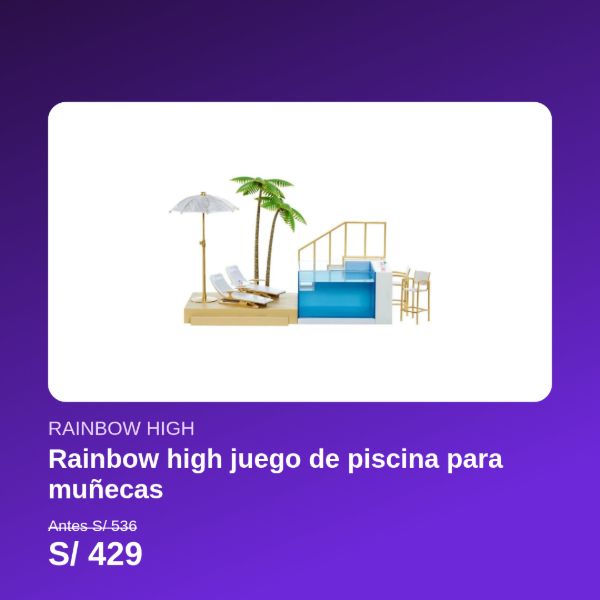 RAINBOW HIGH
Rainbow high juego de piscina para
muñecas
Antes S/ 536
S/ 429